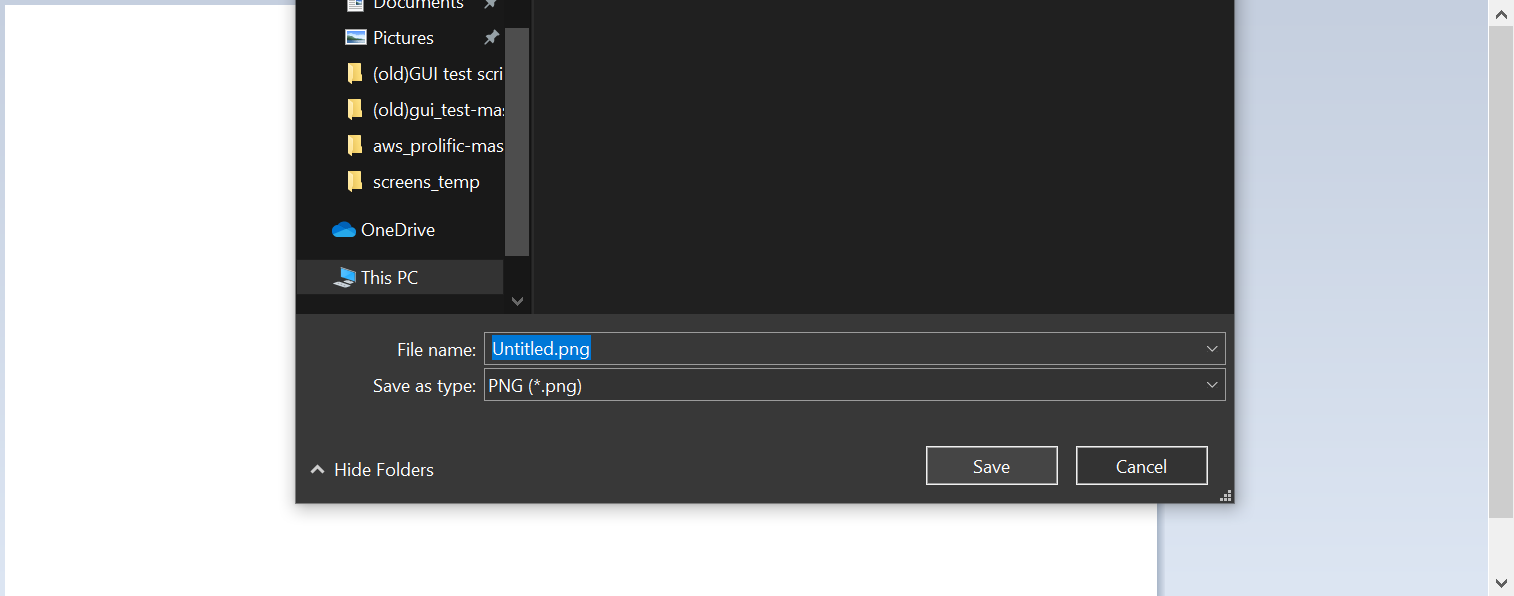 Documents
Pictures
(old)GUI test scri
(old)gui_test-mas
aws_prolific-mas
screens_temp
OneDrive
This PC
File name: Untitled.png
Save as type: PNG (*.png)
Hide Folders
Save Cancel